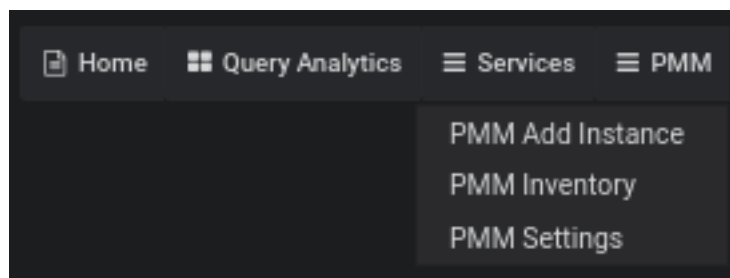 Home Query Analytics Services PMM
PMM Add Instance
PMM Inventory
PMM Settings